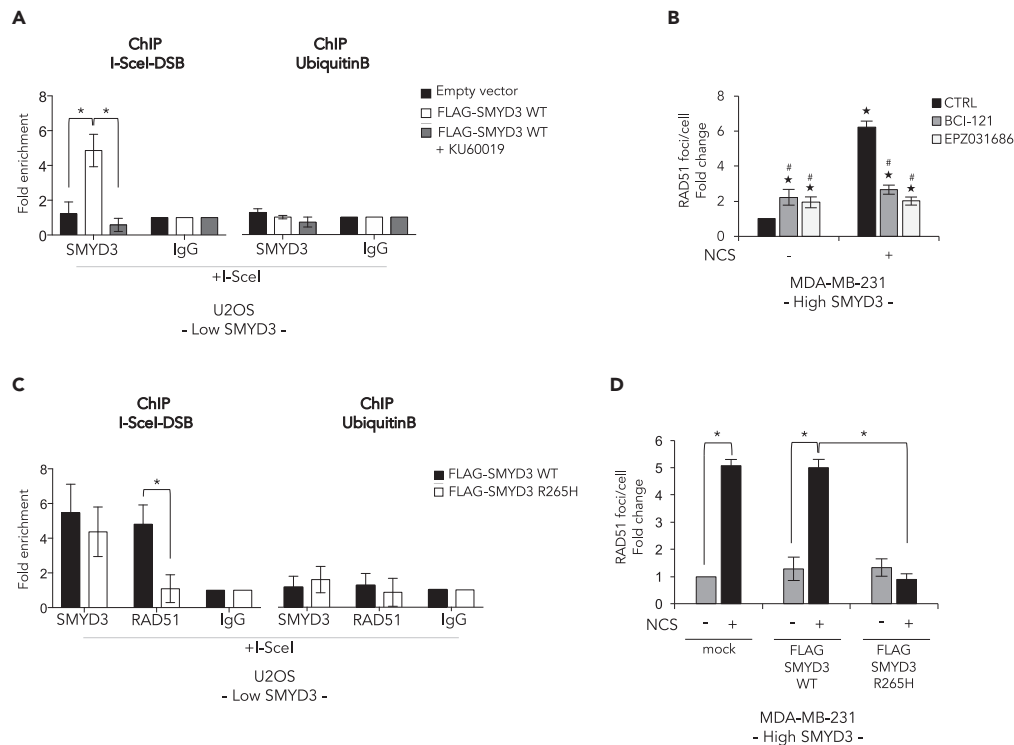 A
ChIP
I-SceI-DSB
ChIP
UbiquitinB
Empty vector
FLAG-SMYD3 WT
FLAG-SMYD3 WT
+ KU60019
Fold enrichment
8
6
4
2
0
* *
SMYD3 IgG SMYD3 IgG
+I-SceI
U2OS
- Low SMYD3 -
B
CTRL
BCI-121
EPZ031686
RAD51 foci/cell
Fold change
8
6
4
2
0
# #
★ ★
★
# #
★ ★
NCS - +
MDA-MB-231
- High SMYD3 -
C
ChIP
I-SceI-DSB
ChIP
UbiquitinB
FLAG-SMYD3 WT
FLAG-SMYD3 R265H
Fold enrichment
8
6
4
2
0
*
SMYD3 RAD51 IgG SMYD3 RAD51 IgG
+I-SceI
U2OS
- Low SMYD3 -
D
RAD51 foci/cell
Fold change
6
5
4
3
2
1
0
* * *
NCS - + - + - +
mock FLAG FLAG
SMYD3 SMYD3
WT R265H
MDA-MB-231
- High SMYD3 -